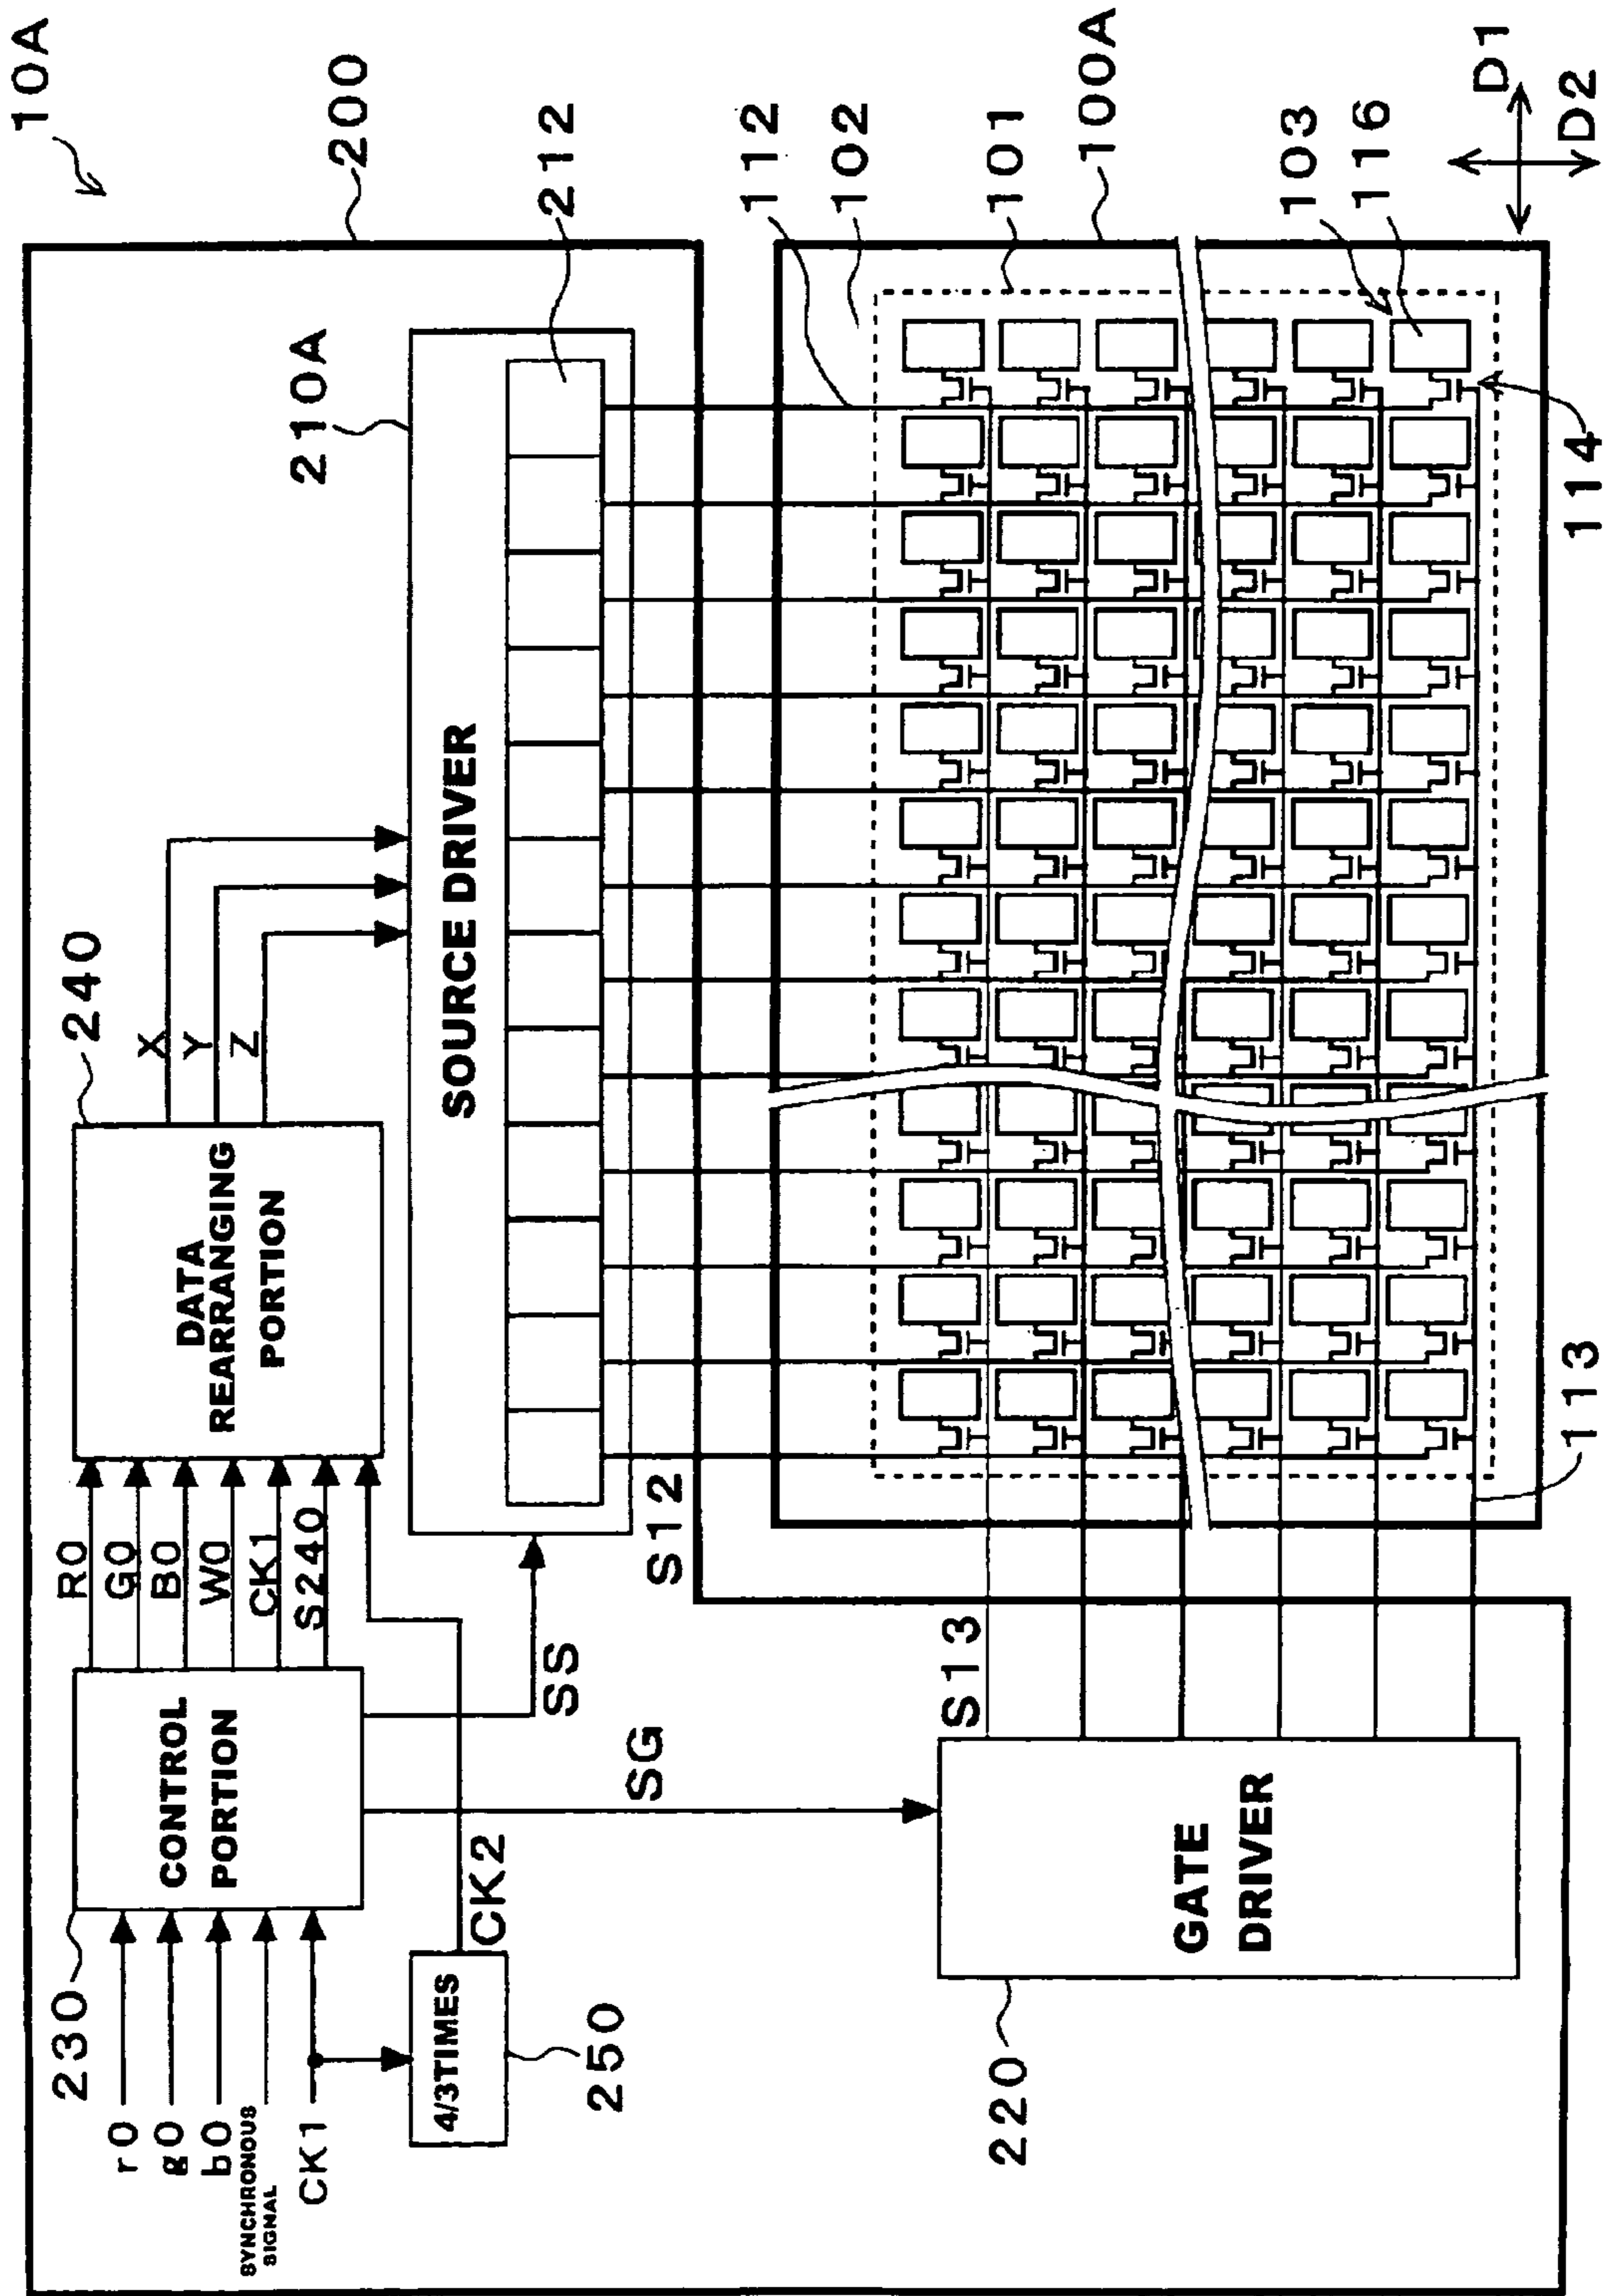 10A
200
230
r0
g0
b0
SYNCHRONOUS
SIGNAL
CK1
CONTROL
PORTION
R0
G0
B0
W0
CK1
S240
240
DATA
REARRANGING
PORTION
X
Y
Z
4/3TIMES
250
CK2
SS
SG
210A
SOURCE DRIVER
212
S12
112
102
101
100A
103
116
D1
D2
114
113
S13
220
GATE
DRIVER